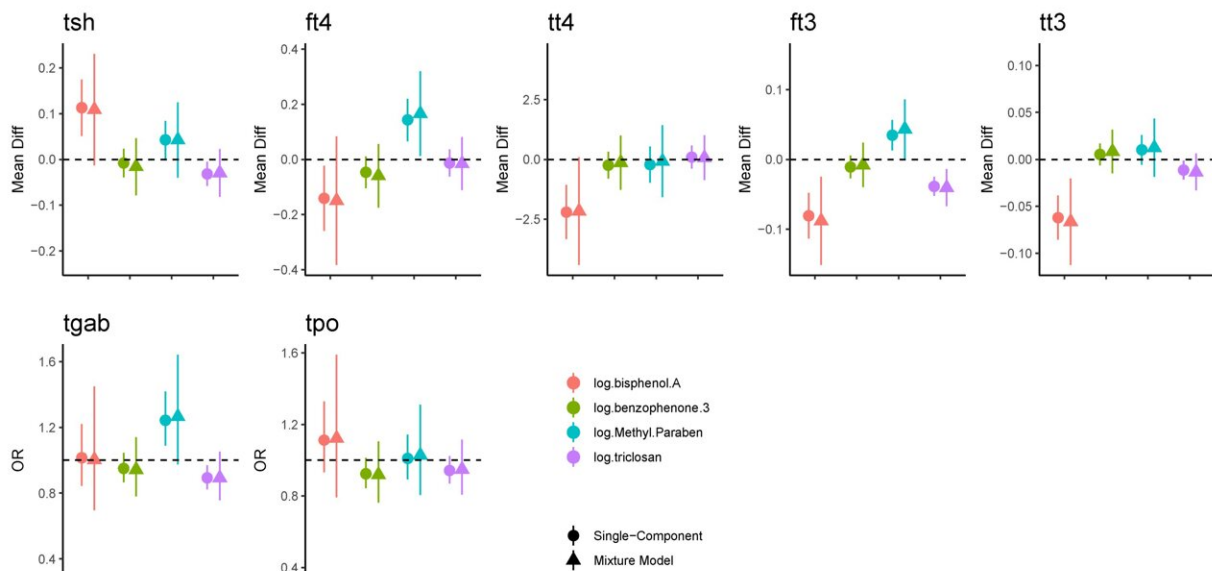 tsh
ft4
tt4
ft3
tt3
Mean Diff
0.2
0.1
0.0
−0.1
−0.2
Mean Diff
0.4
0.2
0.0
−0.2
−0.4
Mean Diff
2.5
0.0
−2.5
Mean Diff
0.1
0.0
−0.1
Mean Diff
0.10
0.05
0.00
−0.05
−0.10
tgab
tpo
OR
1.6
1.2
0.8
0.4
OR
1.6
1.2
0.8
0.4
log.bisphenol.A
log.benzophenone.3
log.Methyl.Paraben
log.triclosan
Single−Component
Mixture Model